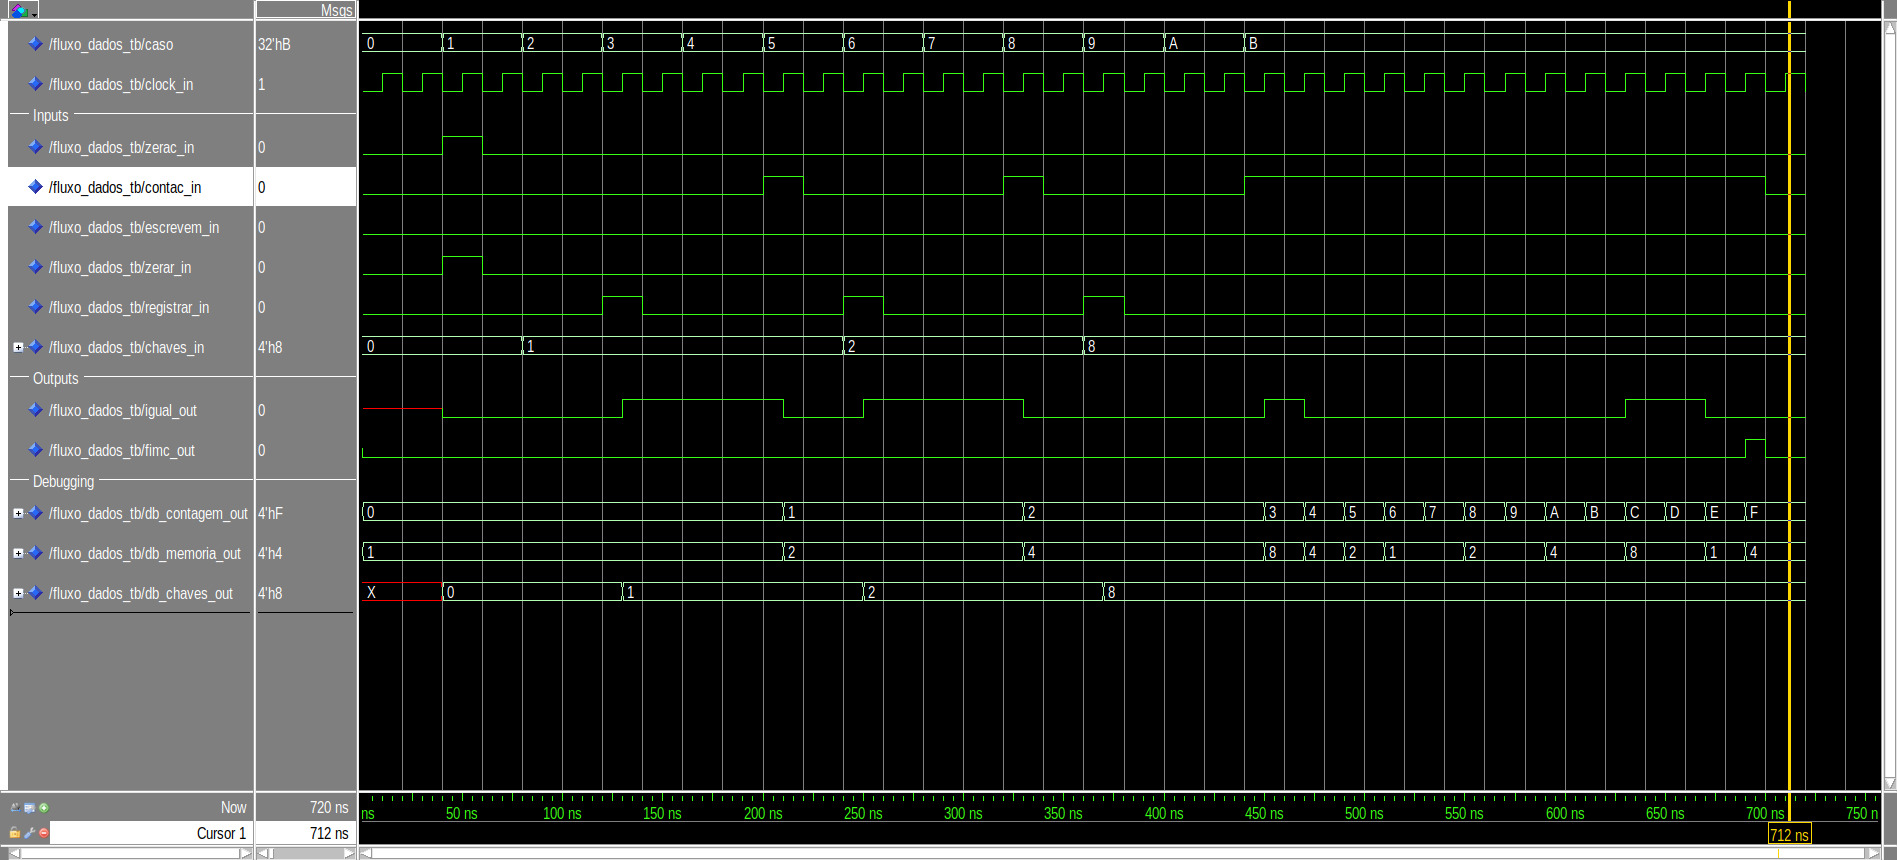 Msgs
/fluxo_dados_tb/caso 32'hB 0 1 2 3 4 5 6 7 8 9 A B
/fluxo_dados_tb/clock_in 1
Inputs
/fluxo_dados_tb/zerac_in 0
/fluxo_dados_tb/contac_in 0
/fluxo_dados_tb/escrevem_in 0
/fluxo_dados_tb/zerar_in 0
/fluxo_dados_tb/registrar_in 0
/fluxo_dados_tb/chaves_in 4'h8 0 1 2 8
Outputs
/fluxo_dados_tb/igual_out 0
/fluxo_dados_tb/fimc_out 0
Debugging
/fluxo_dados_tb/db_contagem_out 4'hF 0 1 2 3 4 5 6 7 8 9 A B C D E F
/fluxo_dados_tb/db_memoria_out 4'h4 1 2 4 8 4 2 1 2 4 8 1 4
/fluxo_dados_tb/db_chaves_out 4'h8 X 0 1 2 8
Now 720 ns ns 50 ns 100 ns 150 ns 200 ns 250 ns 300 ns 350 ns 400 ns 450 ns 500 ns 550 ns 600 ns 650 ns 700 ns 750 n
Cursor 1 712 ns 712 ns